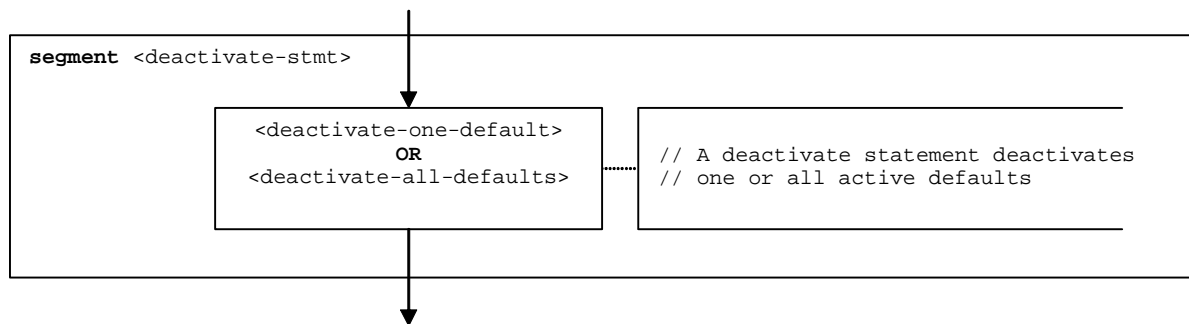 segment <deactivate-stmt>
<deactivate-one-default>
OR
<deactivate-all-defaults>
// A deactivate statement deactivates
// one or all active defaults